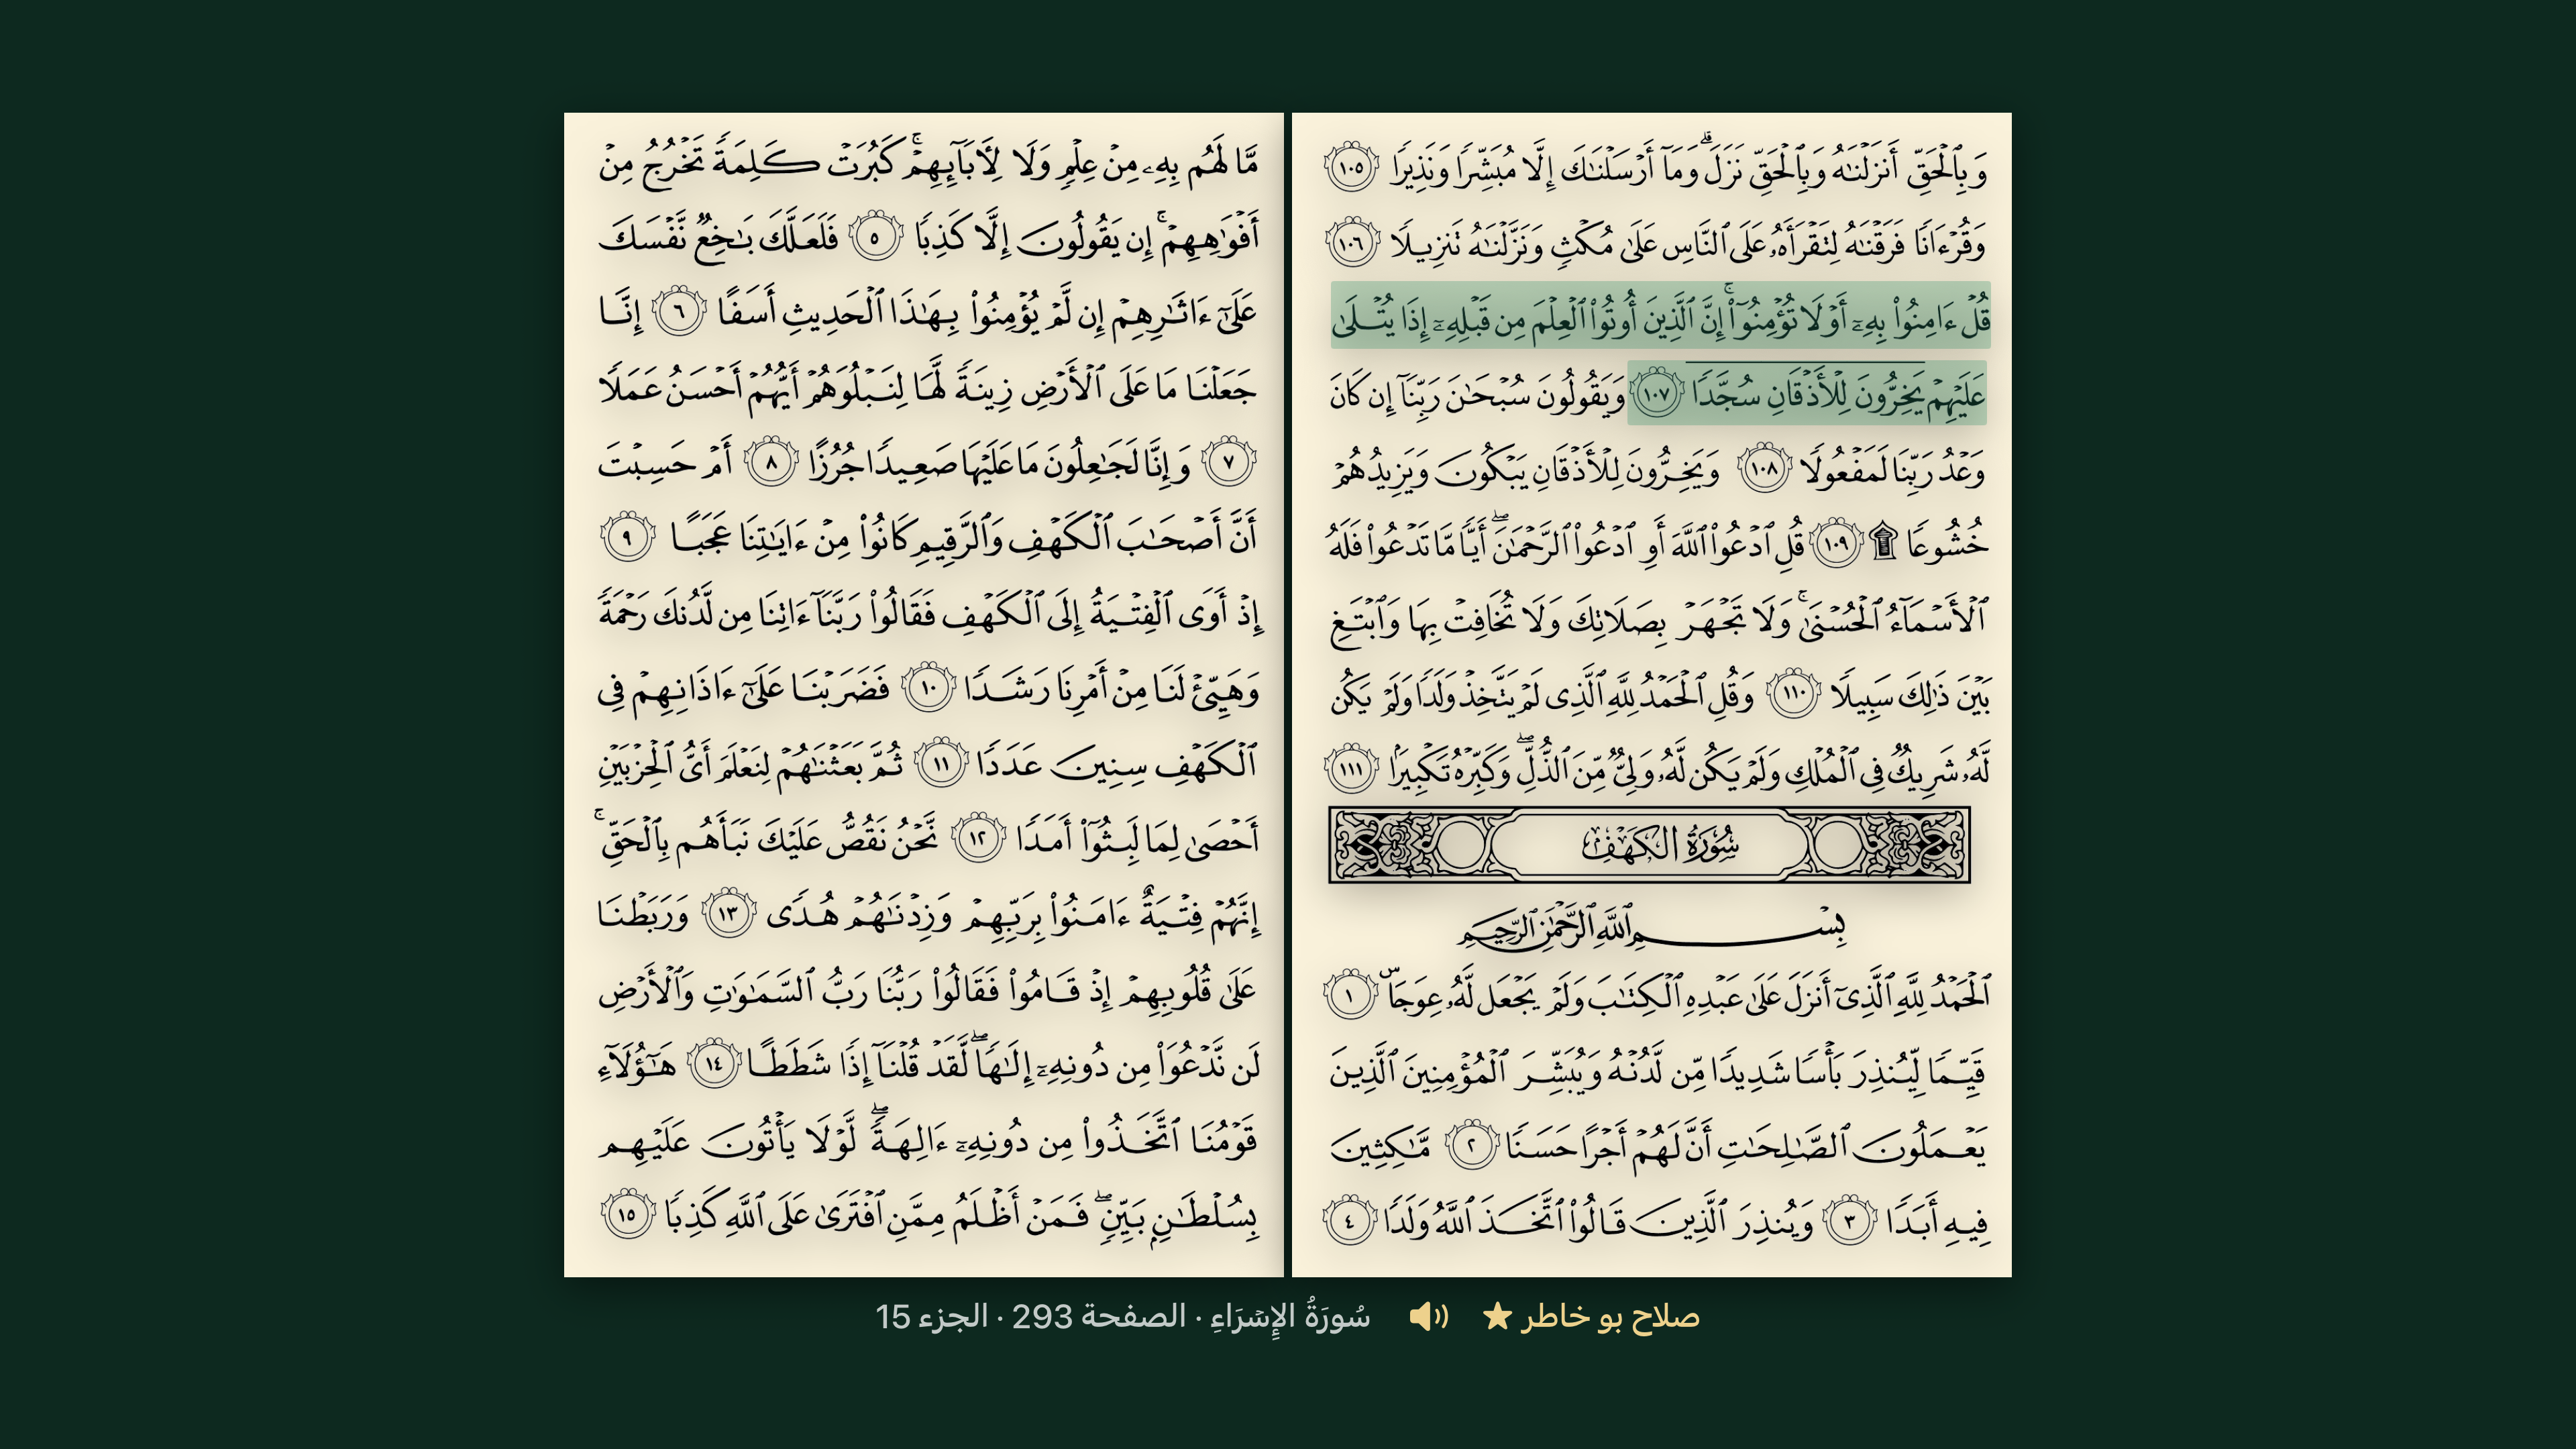 وَبِٱلْحَقِّ أَنزَلْنَٰهُ وَبِٱلْحَقِّ نَزَلَ ۗ وَمَآ أَرْسَلْنَٰكَ إِلَّا مُبَشِّرًا وَنَذِيرًا ١٠٥
وَقُرْءَانًا فَرَقْنَٰهُ لِتَقْرَأَهُۥ عَلَى ٱلنَّاسِ عَلَىٰ مُكْثٍ وَنَزَّلْنَٰهُ تَنزِيلًا ١٠٦
قُلْ ءَامِنُوا۟ بِهِۦٓ أَوْ لَا تُؤْمِنُوٓا۟ ۚ إِنَّ ٱلَّذِينَ أُوتُوا۟ ٱلْعِلْمَ مِن قَبْلِهِۦٓ إِذَا يُتْلَىٰ
عَلَيْهِمْ يَخِرُّونَ لِلْأَذْقَانِ سُجَّدًا ١٠٧ وَيَقُولُونَ سُبْحَٰنَ رَبِّنَآ إِن كَانَ
وَعْدُ رَبِّنَا لَمَفْعُولًا ١٠٨ وَيَخِرُّونَ لِلْأَذْقَانِ يَبْكُونَ وَيَزِيدُهُمْ
خُشُوعًا ۩ ١٠٩ قُلِ ٱدْعُوا۟ ٱللَّهَ أَوِ ٱدْعُوا۟ ٱلرَّحْمَٰنَ ۖ أَيًّا مَّا تَدْعُوا۟ فَلَهُ
ٱلْأَسْمَآءُ ٱلْحُسْنَىٰ ۚ وَلَا تَجْهَرْ بِصَلَاتِكَ وَلَا تُخَافِتْ بِهَا وَٱبْتَغِ
بَيْنَ ذَٰلِكَ سَبِيلًا ١١٠ وَقُلِ ٱلْحَمْدُ لِلَّهِ ٱلَّذِى لَمْ يَتَّخِذْ وَلَدًا وَلَمْ يَكُن
لَّهُۥ شَرِيكٌ فِى ٱلْمُلْكِ وَلَمْ يَكُن لَّهُۥ وَلِىٌّ مِّنَ ٱلذُّلِّ ۖ وَكَبِّرْهُ تَكْبِيرًۢا ١١١
سُورَةُ الكَهْفِ
بِسْمِ ٱللَّهِ ٱلرَّحْمَٰنِ ٱلرَّحِيمِ
ٱلْحَمْدُ لِلَّهِ ٱلَّذِىٓ أَنزَلَ عَلَىٰ عَبْدِهِ ٱلْكِتَٰبَ وَلَمْ يَجْعَل لَّهُۥ عِوَجَا ۜ ١
قَيِّمًا لِّيُنذِرَ بَأْسًا شَدِيدًا مِّن لَّدُنْهُ وَيُبَشِّرَ ٱلْمُؤْمِنِينَ ٱلَّذِينَ
يَعْمَلُونَ ٱلصَّٰلِحَٰتِ أَنَّ لَهُمْ أَجْرًا حَسَنًا ٢ مَّٰكِثِينَ
فِيهِ أَبَدًا ٣ وَيُنذِرَ ٱلَّذِينَ قَالُوا۟ ٱتَّخَذَ ٱللَّهُ وَلَدًا ٤
مَّا لَهُم بِهِۦ مِنْ عِلْمٍ وَلَا لِءَابَآئِهِمْ ۚ كَبُرَتْ كَلِمَةً تَخْرُجُ مِنْ
أَفْوَٰهِهِمْ ۚ إِن يَقُولُونَ إِلَّا كَذِبًا ٥ فَلَعَلَّكَ بَٰخِعٌ نَّفْسَكَ
عَلَىٰٓ ءَاثَٰرِهِمْ إِن لَّمْ يُؤْمِنُوا۟ بِهَٰذَا ٱلْحَدِيثِ أَسَفًا ٦ إِنَّا
جَعَلْنَا مَا عَلَى ٱلْأَرْضِ زِينَةً لَّهَا لِنَبْلُوَهُمْ أَيُّهُمْ أَحْسَنُ عَمَلًا
٧ وَإِنَّا لَجَٰعِلُونَ مَا عَلَيْهَا صَعِيدًا جُرُزًا ٨ أَمْ حَسِبْتَ
أَنَّ أَصْحَٰبَ ٱلْكَهْفِ وَٱلرَّقِيمِ كَانُوا۟ مِنْ ءَايَٰتِنَا عَجَبًا ٩
إِذْ أَوَى ٱلْفِتْيَةُ إِلَى ٱلْكَهْفِ فَقَالُوا۟ رَبَّنَآ ءَاتِنَا مِن لَّدُنكَ رَحْمَةً
وَهَيِّئْ لَنَا مِنْ أَمْرِنَا رَشَدًا ١٠ فَضَرَبْنَا عَلَىٰٓ ءَاذَانِهِمْ فِى
ٱلْكَهْفِ سِنِينَ عَدَدًا ١١ ثُمَّ بَعَثْنَٰهُمْ لِنَعْلَمَ أَىُّ ٱلْحِزْبَيْنِ
أَحْصَىٰ لِمَا لَبِثُوٓا۟ أَمَدًا ١٢ نَّحْنُ نَقُصُّ عَلَيْكَ نَبَأَهُم بِٱلْحَقِّ ۚ
إِنَّهُمْ فِتْيَةٌ ءَامَنُوا۟ بِرَبِّهِمْ وَزِدْنَٰهُمْ هُدًى ١٣ وَرَبَطْنَا
عَلَىٰ قُلُوبِهِمْ إِذْ قَامُوا۟ فَقَالُوا۟ رَبُّنَا رَبُّ ٱلسَّمَٰوَٰتِ وَٱلْأَرْضِ
لَن نَّدْعُوَا۟ مِن دُونِهِۦٓ إِلَٰهًا ۖ لَّقَدْ قُلْنَآ إِذًا شَطَطًا ١٤ هَٰٓؤُلَآءِ
قَوْمُنَا ٱتَّخَذُوا۟ مِن دُونِهِۦٓ ءَالِهَةً ۖ لَّوْلَا يَأْتُونَ عَلَيْهِم
بِسُلْطَٰنٍۭ بَيِّنٍ ۖ فَمَنْ أَظْلَمُ مِمَّنِ ٱفْتَرَىٰ عَلَى ٱللَّهِ كَذِبًا ١٥
صلاح بو خاطر سُورَةُ الإِسْرَاءِ · الصفحة 293 · الجزء 15